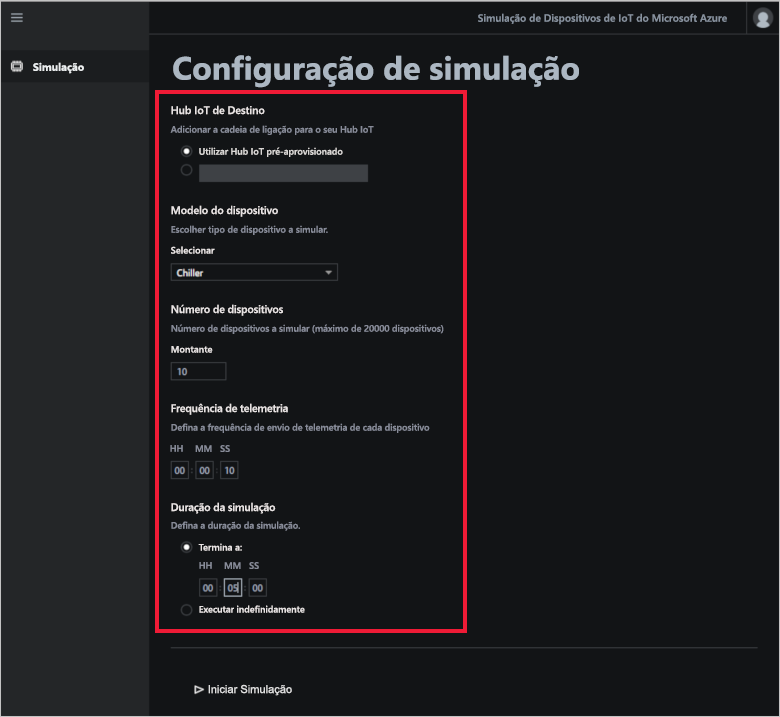 Simulação de Dispositivos de IoT do Microsoft Azure
Simulação
Configuração de simulação
Hub IoT de Destino
Adicionar a cadeia de ligação para o seu Hub IoT
Utilizar Hub IoT pré-aprovisionado
Modelo do dispositivo
Escolher tipo de dispositivo a simular.
Selecionar
Chiller
Número de dispositivos
Número de dispositivos a simular (máximo de 20000 dispositivos)
Montante
10
Frequência de telemetria
Defina a frequência de envio de telemetria de cada dispositivo
HH MM SS
00 : 00 : 10
Duração da simulação
Defina a duração da simulação.
Termina a:
HH MM SS
00 : 05 : 00
Executar indefinidamente
Iniciar Simulação